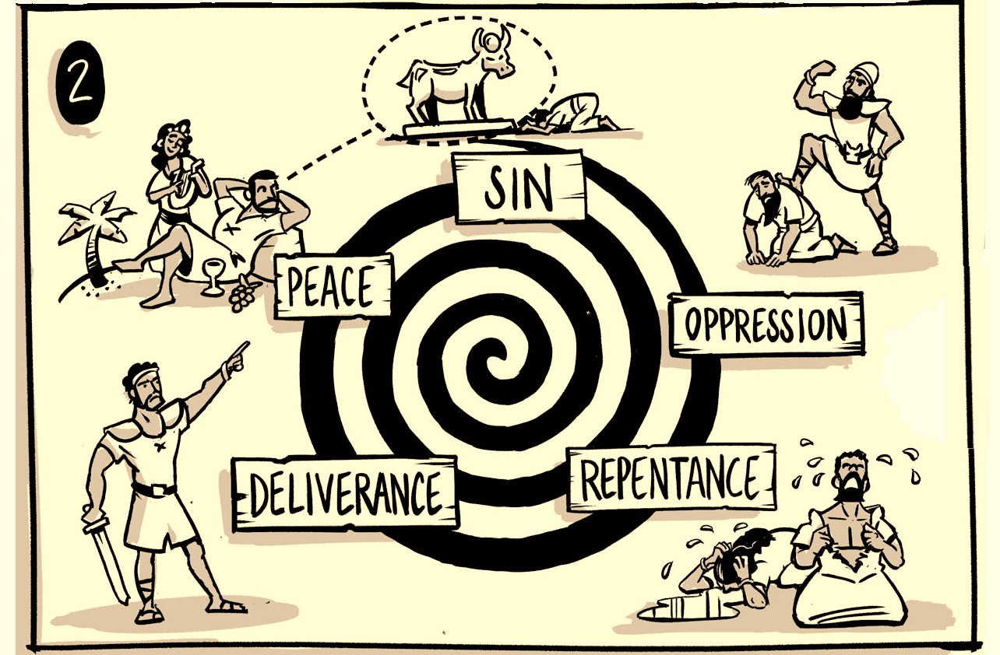 2
SIN
PEACE
OPPRESSION
DELIVERANCE
REPENTANCE